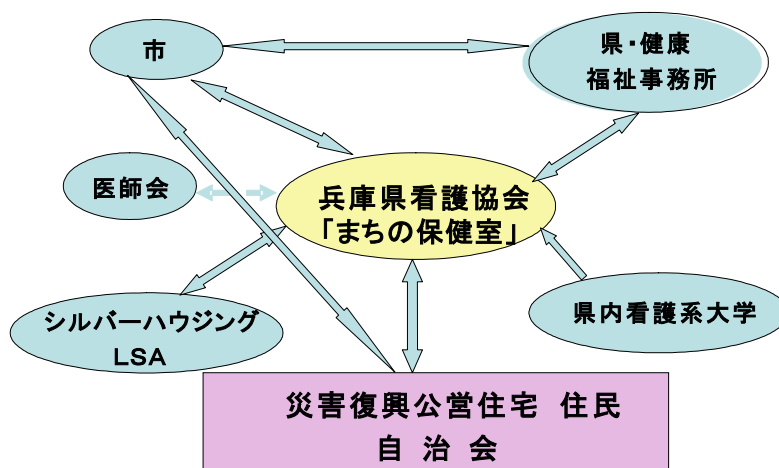 市
県・健康
福祉事務所
医師会
兵庫県看護協会
「まちの保健室」
シルバーハウジング
LSA
県内看護系大学
災害復興公営住宅 住民
自 治 会